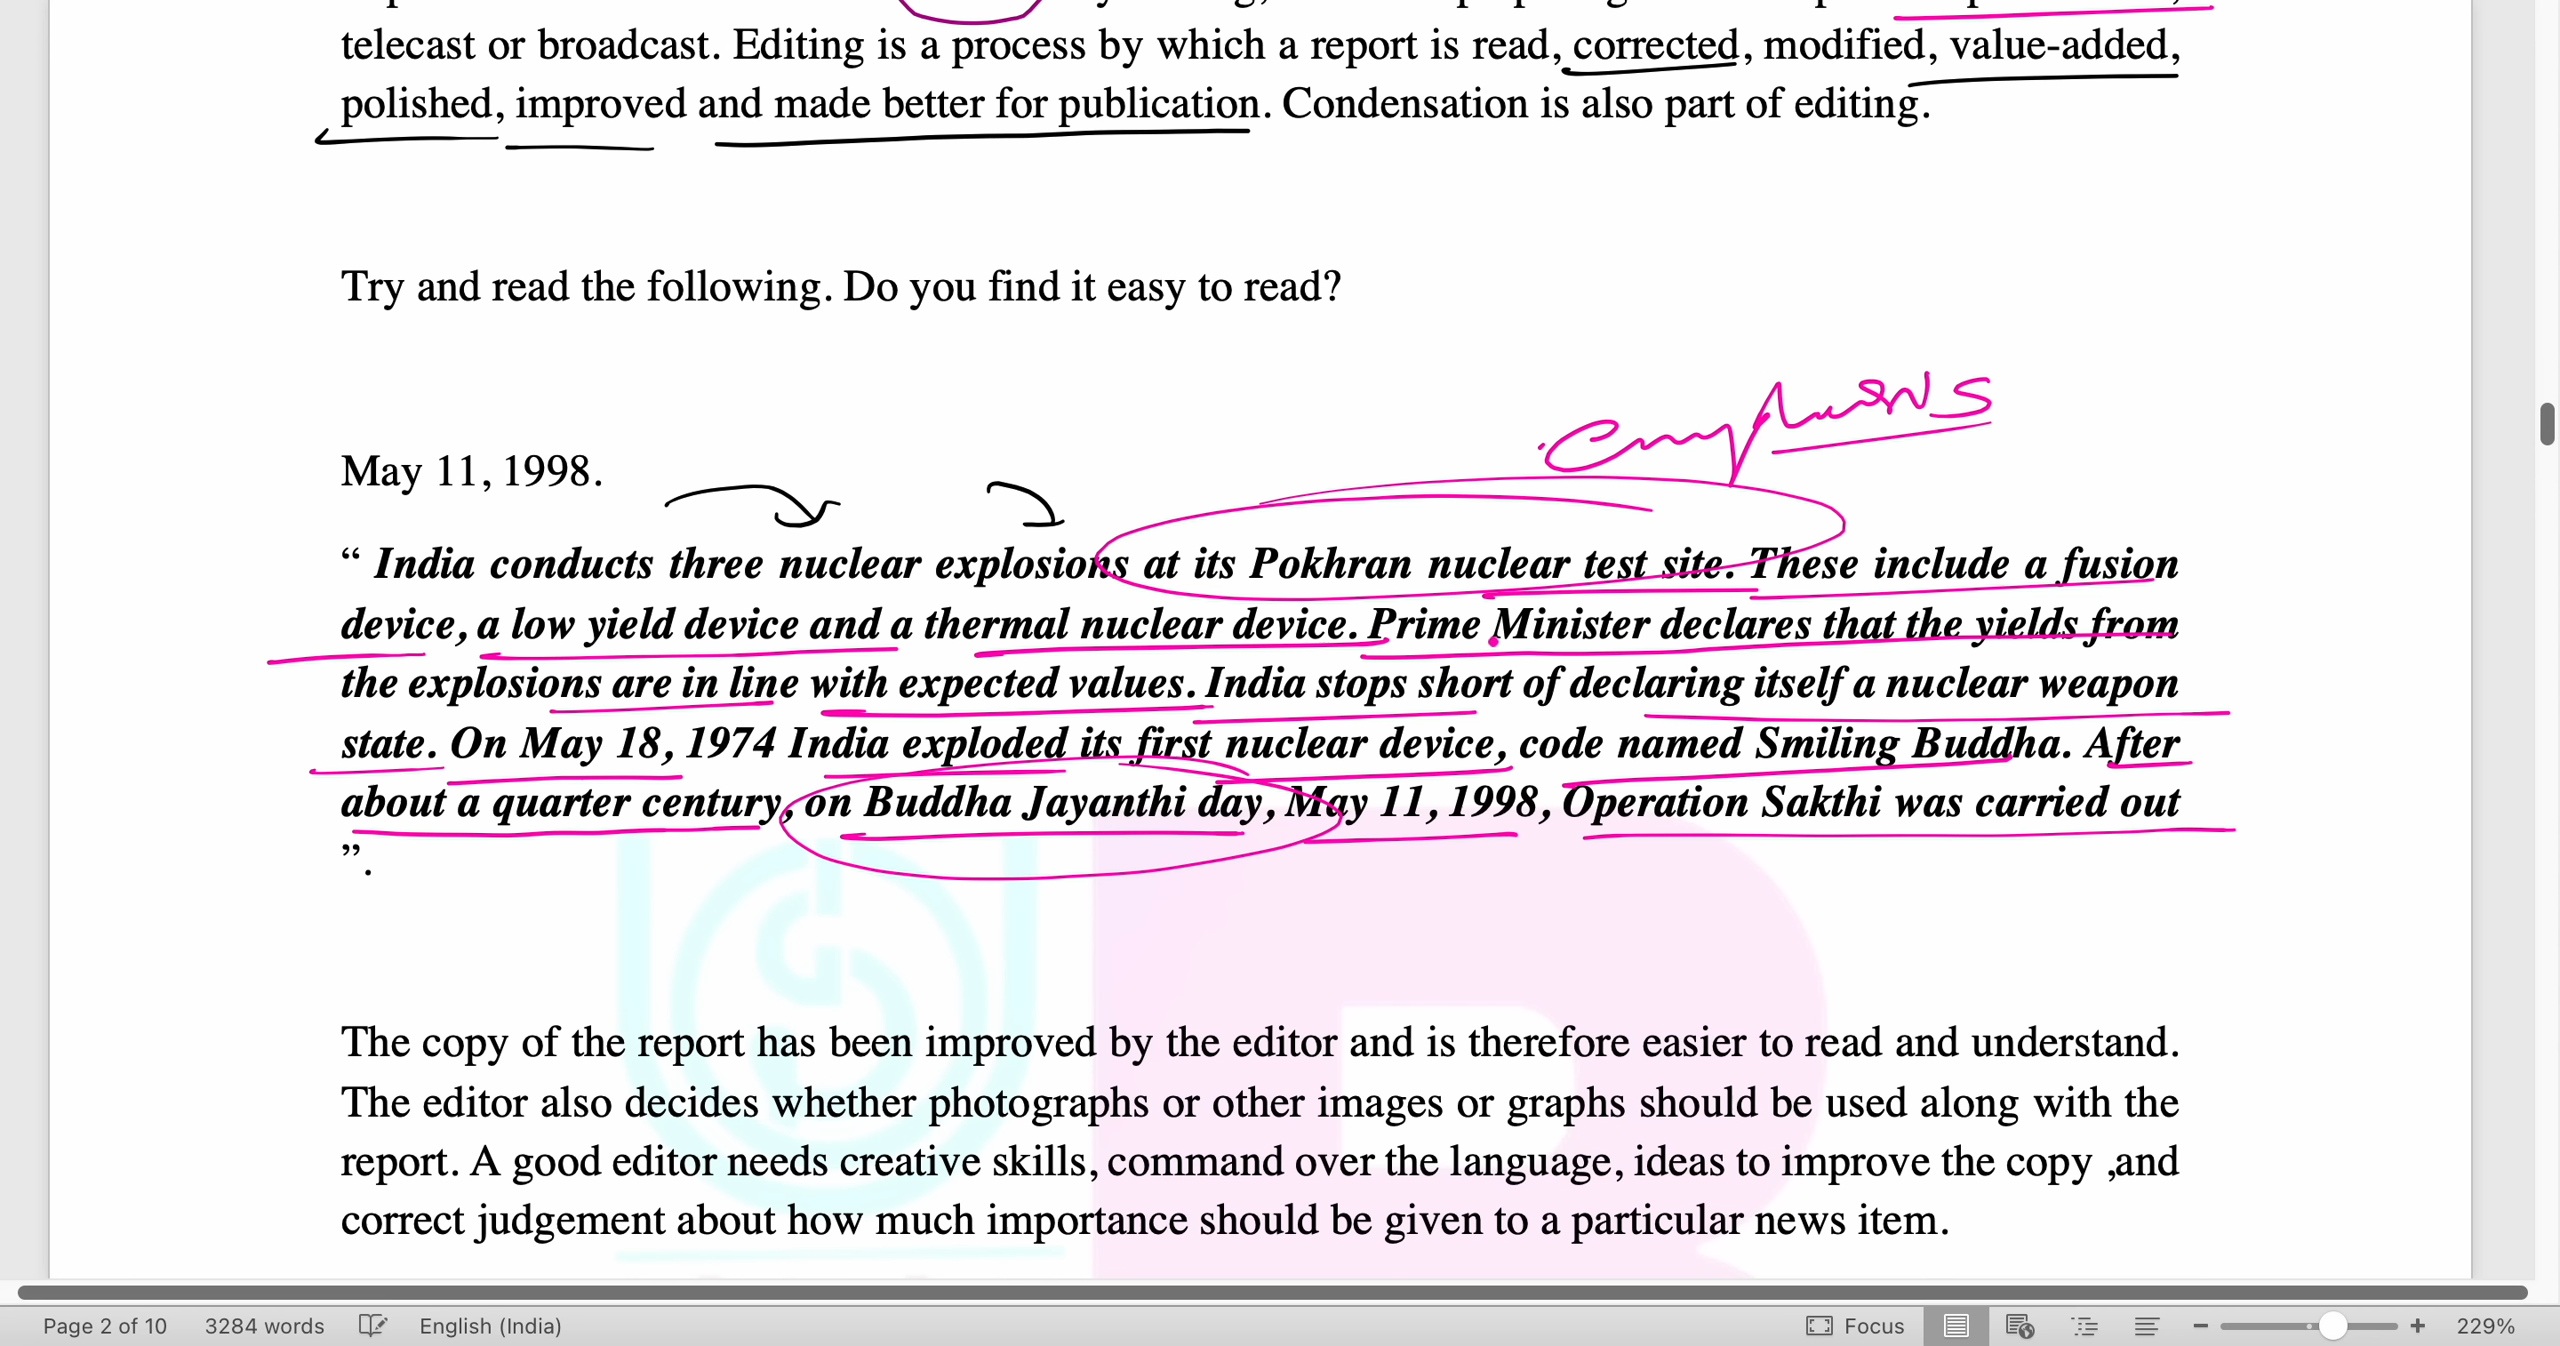 telecast or broadcast. Editing is a process by which a report is read, corrected, modified, value-added,
polished, improved and made better for publication. Condensation is also part of editing.
Try and read the following. Do you find it easy to read?
May 11, 1998.
“ India conducts three nuclear explosions at its Pokhran nuclear test site. These include a fusion
device, a low yield device and a thermal nuclear device. Prime Minister declares that the yields from
the explosions are in line with expected values. India stops short of declaring itself a nuclear weapon
state. On May 18, 1974 India exploded its first nuclear device, code named Smiling Buddha. After
about a quarter century, on Buddha Jayanthi day, May 11, 1998, Operation Sakthi was carried out
”.
The copy of the report has been improved by the editor and is therefore easier to read and understand.
The editor also decides whether photographs or other images or graphs should be used along with the
report. A good editor needs creative skills, command over the language, ideas to improve the copy ,and
correct judgement about how much importance should be given to a particular news item.
Page 2 of 10 3284 words English (India) Focus 229%